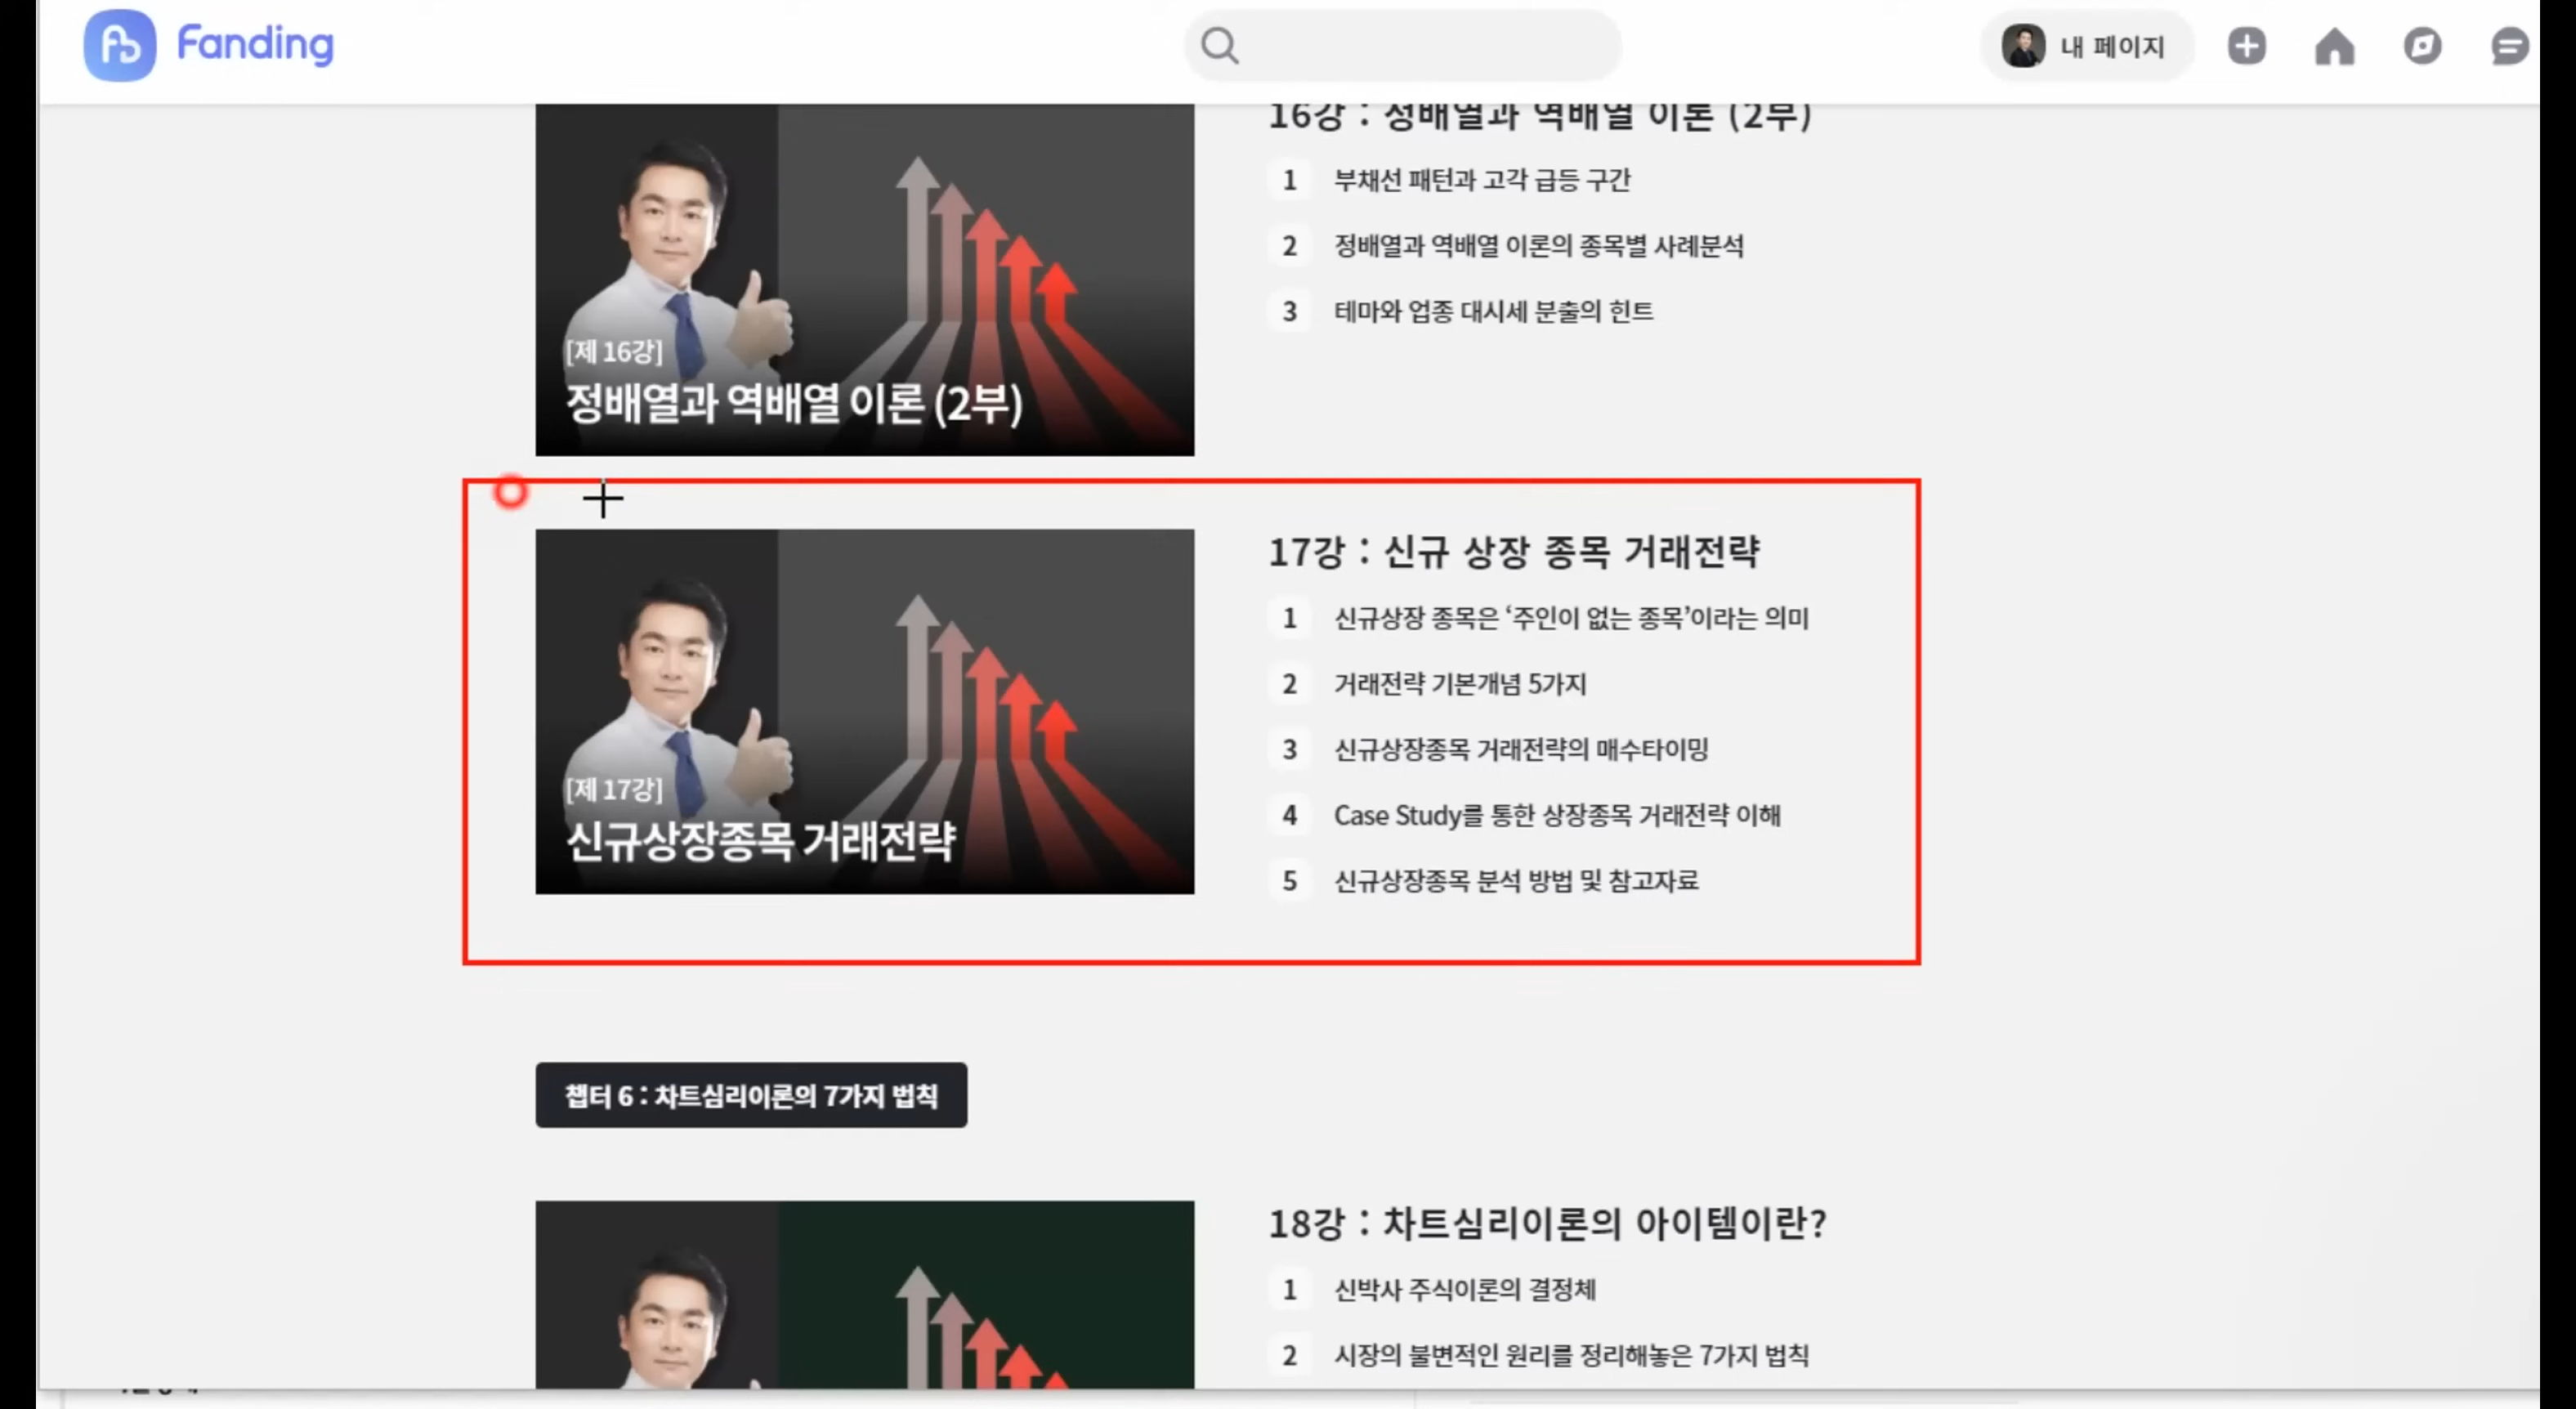 Fanding
내 페이지
16강 : 정배열과 역배열 이론 (2부)
[제 16강]
정배열과 역배열 이론 (2부)
1 부채선 패턴과 고각 급등 구간
2 정배열과 역배열 이론의 종목별 사례분석
3 테마와 업종 대시세 분출의 힌트
[제 17강]
신규상장종목 거래전략
17강 : 신규 상장 종목 거래전략
1 신규상장 종목은 ‘주인이 없는 종목’이라는 의미
2 거래전략 기본개념 5가지
3 신규상장종목 거래전략의 매수타이밍
4 Case Study를 통한 상장종목 거래전략 이해
5 신규상장종목 분석 방법 및 참고자료
챕터 6 : 차트심리이론의 7가지 법칙
18강 : 차트심리이론의 아이템이란?
1 신박사 주식이론의 결정체
2 시장의 불변적인 원리를 정리해놓은 7가지 법칙